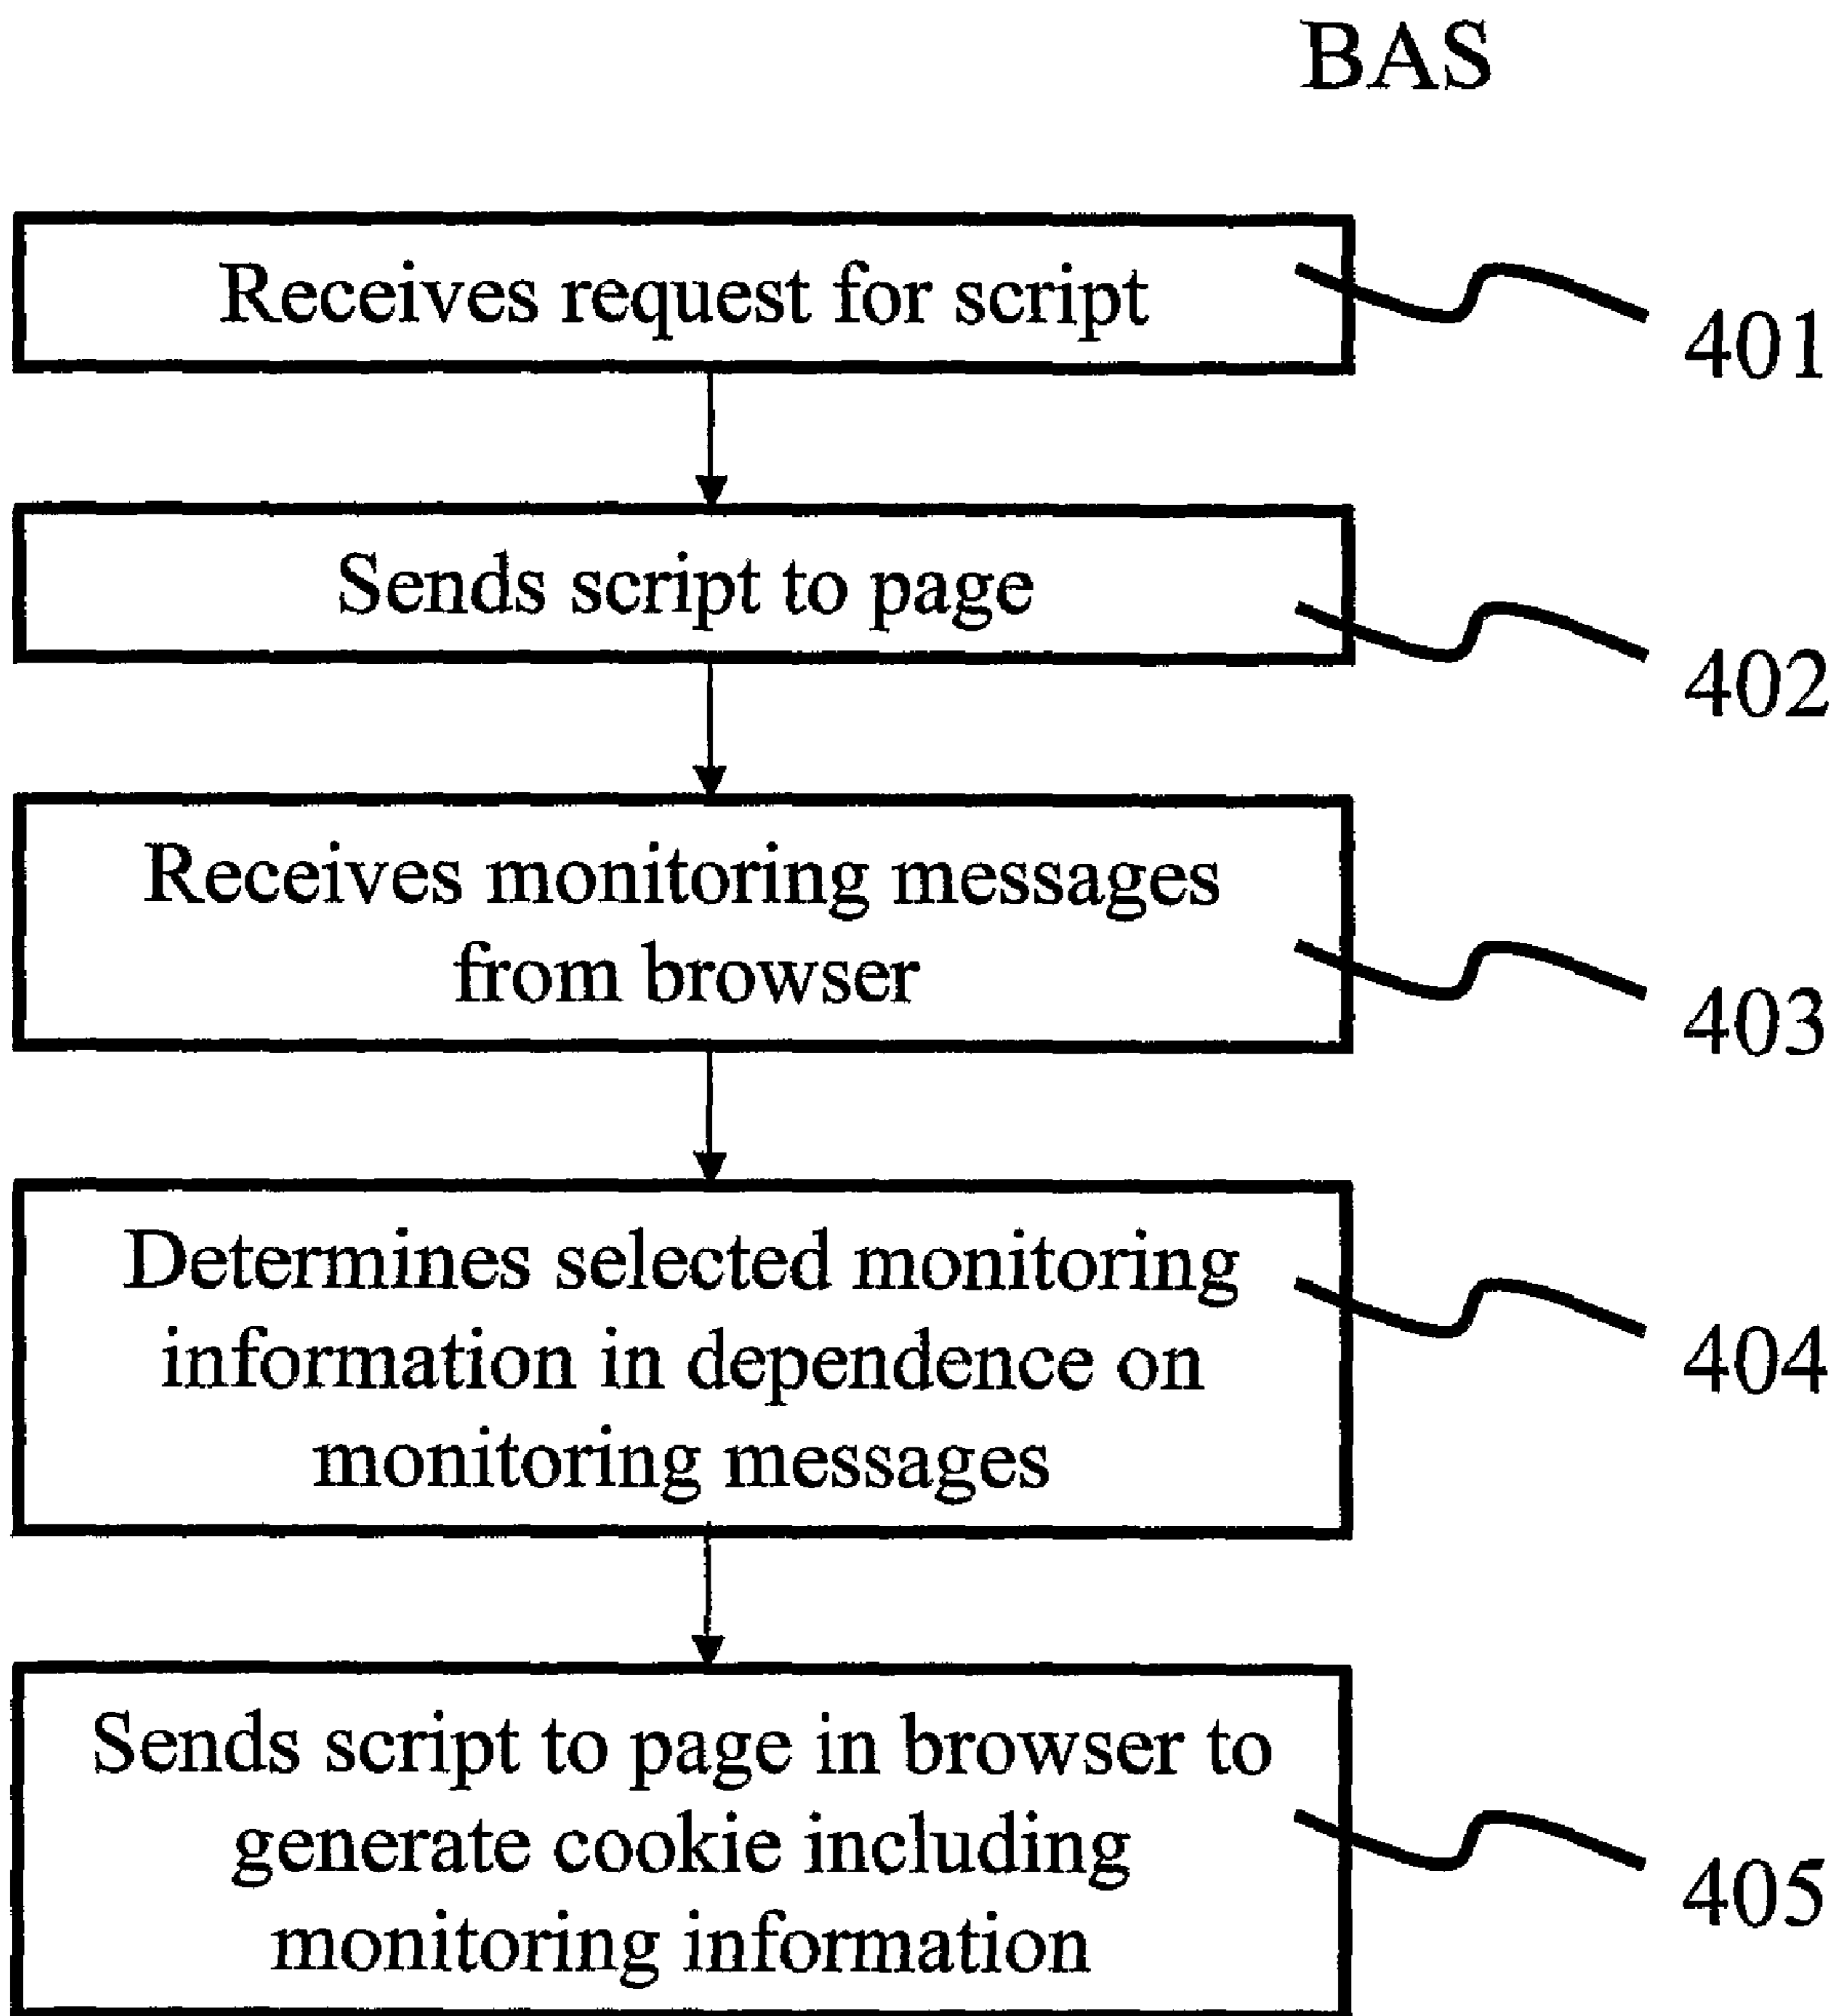 BAS
Receives request for script
401
Sends script to page
402
Receives monitoring messages
from browser
403
Determines selected monitoring
information in dependence on
monitoring messages
404
Sends script to page in browser to
generate cookie including
monitoring information
405